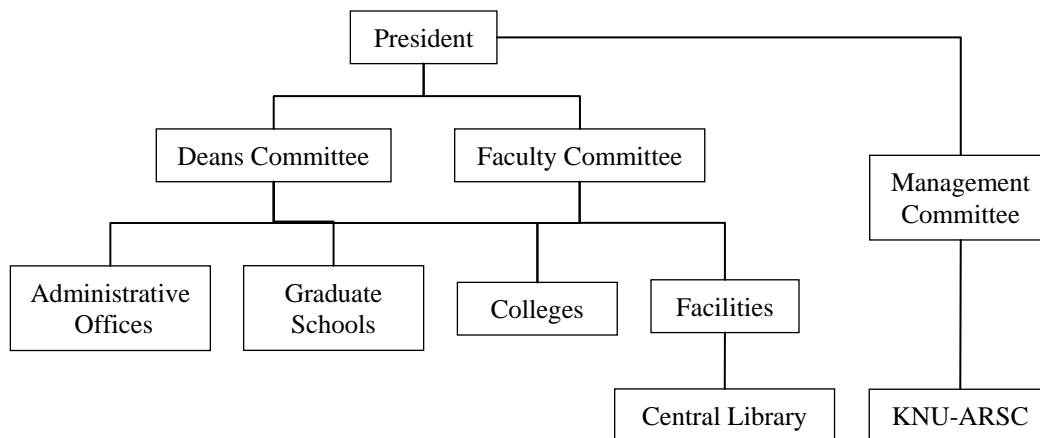 President
Deans Committee
Faculty Committee
Management
Committee
Administrative
Offices
Graduate
Schools
Colleges
Facilities
Central Library
KNU-ARSC